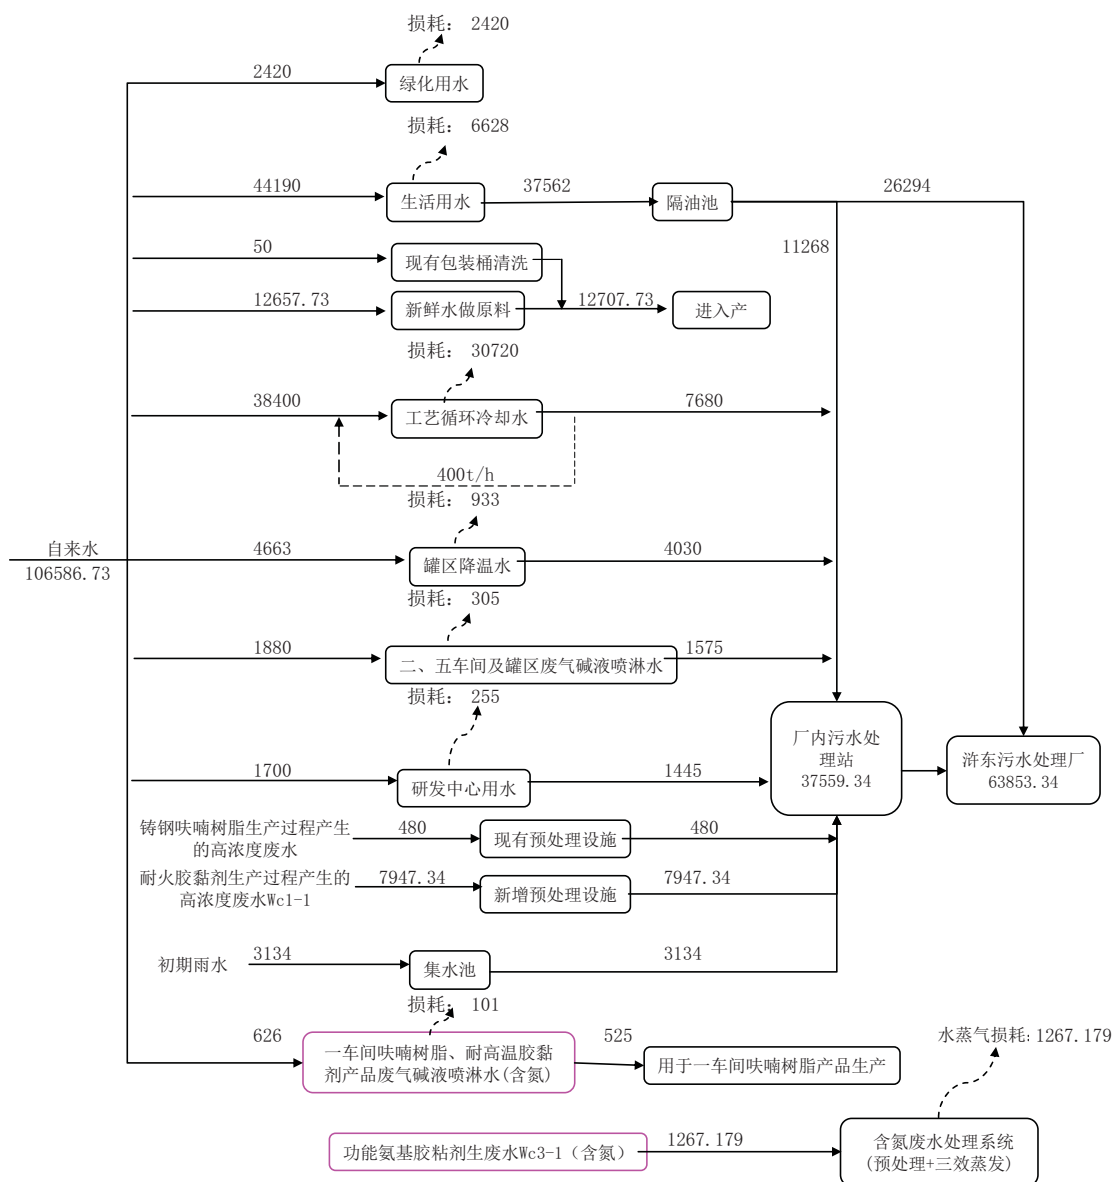 损耗： 2420
2420
绿化用水
损耗： 6628
44190
生活用水
37562
隔油池
26294
11268
50
现有包装桶清洗
12657.73
新鲜水做原料
12707.73
进入产
损耗： 30720
38400
工艺循环冷却水
7680
400t/h
损耗： 933
自来水
106586.73
4663
罐区降温水
4030
损耗： 305
1880
二、五车间及罐区废气碱液喷淋水
1575
损耗： 255
1700
研发中心用水
1445
厂内污水处
理站
37559.34
浒东污水处理厂
63853.34
铸钢呋喃树脂生产过程产生
的高浓度废水
480
现有预处理设施
480
耐火胶黏剂生产过程产生的
高浓度废水Wc1-1
7947.34
新增预处理设施
7947.34
初期雨水
3134
集水池
3134
损耗： 101
626
一车间呋喃树脂、耐高温胶黏
剂产品废气碱液喷淋水(含氮)
525
用于一车间呋喃树脂产品生产
水蒸气损耗：1267.179
功能氨基胶粘剂生废水Wc3-1（含氮）
1267.179
含氮废水处理系统
(预处理+三效蒸发)